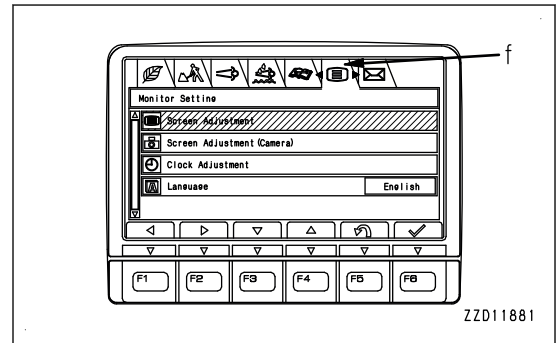 f
Monitor Setting
Screen Adjustment
Screen Adjustment(Camera)
Clock Adjustment
A Language English
F1 F2 F3 F4 F5 F6
ZZD11881